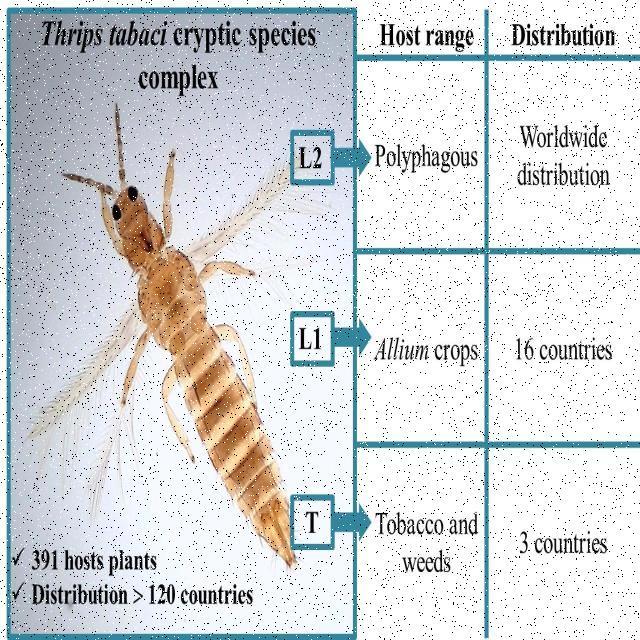 Thrips tabaci cryptic species
complex
Host range
Distribution
L2
Polyphagous
Worldwide
distribution
L1
Allium crops
16 countries
T
Tobacco and
weeds
3 countries
✓ 391 hosts plants
✓ Distribution > 120 countries